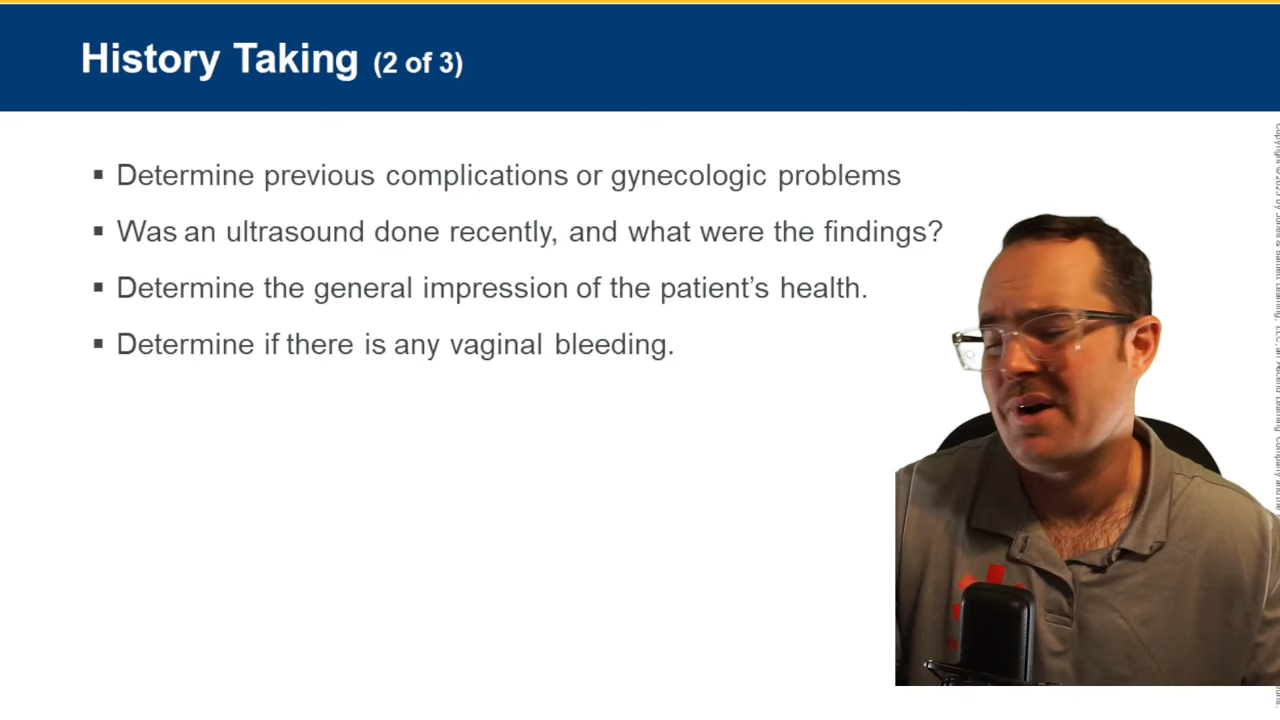 History Taking (2 of 3)
▪ Determine previous complications or gynecologic problems
▪ Was an ultrasound done recently, and what were the findings?
▪ Determine the general impression of the patient's health.
▪ Determine if there is any vaginal bleeding.